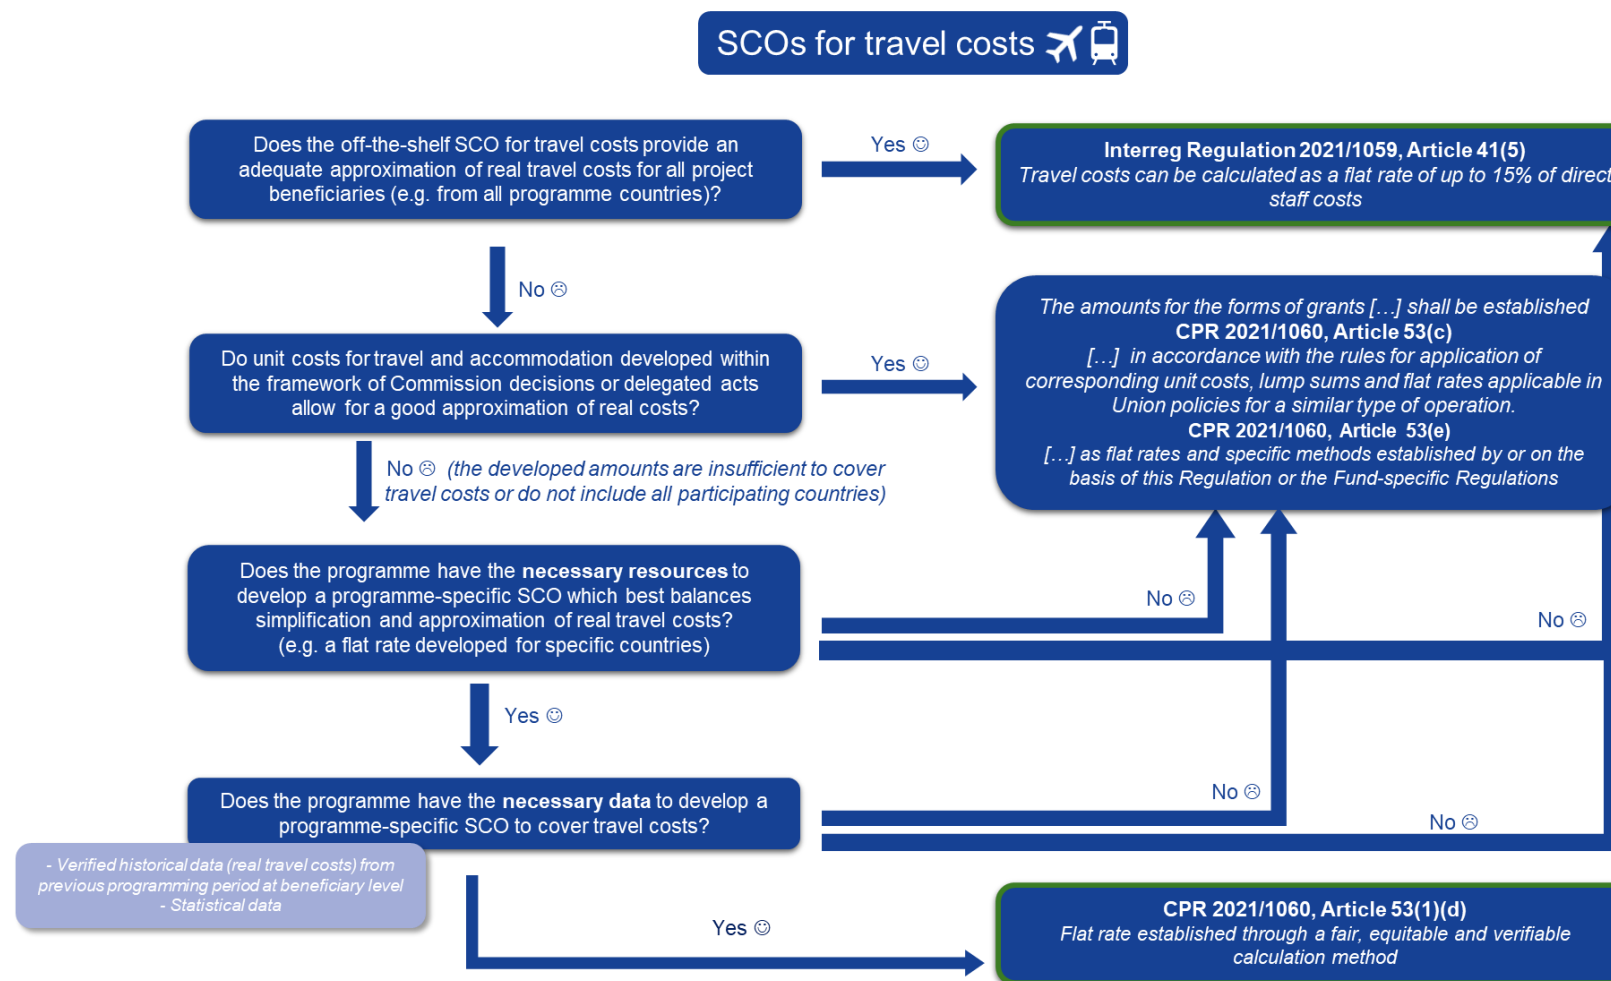 SCOs for travel costs
Does the off-the-shelf SCO for travel costs provide an
adequate approximation of real travel costs for all project
beneficiaries (e.g. from all programme countries)?
Yes ☺
Interreg Regulation 2021/1059, Article 41(5)
Travel costs can be calculated as a flat rate of up to 15% of direct
staff costs
No ☹
The amounts for the forms of grants […] shall be established
CPR 2021/1060, Article 53(c)
[…] in accordance with the rules for application of
corresponding unit costs, lump sums and flat rates applicable in
Union policies for a similar type of operation.
CPR 2021/1060, Article 53(e)
[…] as flat rates and specific methods established by or on the
basis of this Regulation or the Fund-specific Regulations
Do unit costs for travel and accommodation developed within
the framework of Commission decisions or delegated acts
allow for a good approximation of real costs?
Yes ☺
No ☹ (the developed amounts are insufficient to cover
travel costs or do not include all participating countries)
Does the programme have the necessary resources to
develop a programme-specific SCO which best balances
simplification and approximation of real travel costs?
(e.g. a flat rate developed for specific countries)
No ☹
No ☹
Yes ☺
Does the programme have the necessary data to develop a
programme-specific SCO to cover travel costs?
No ☹
No ☹
- Verified historical data (real travel costs) from
previous programming period at beneficiary level
- Statistical data
Yes ☺
CPR 2021/1060, Article 53(1)(d)
Flat rate established through a fair, equitable and verifiable
calculation method